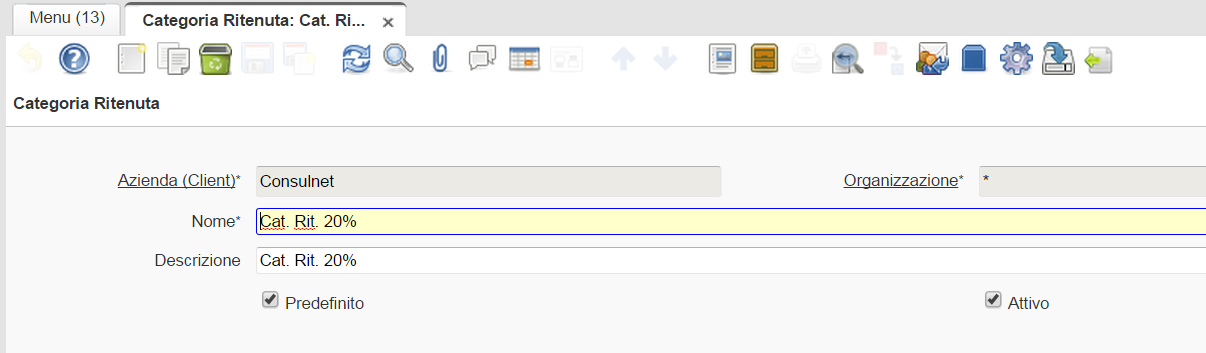 Menu (13)
Categoria Ritenuta: Cat. Ri...
Categoria Ritenuta
Azienda (Client)* Consulnet Organizzazione* *
Nome* Cat. Rit. 20%
Descrizione Cat. Rit. 20%
Predefinito Attivo